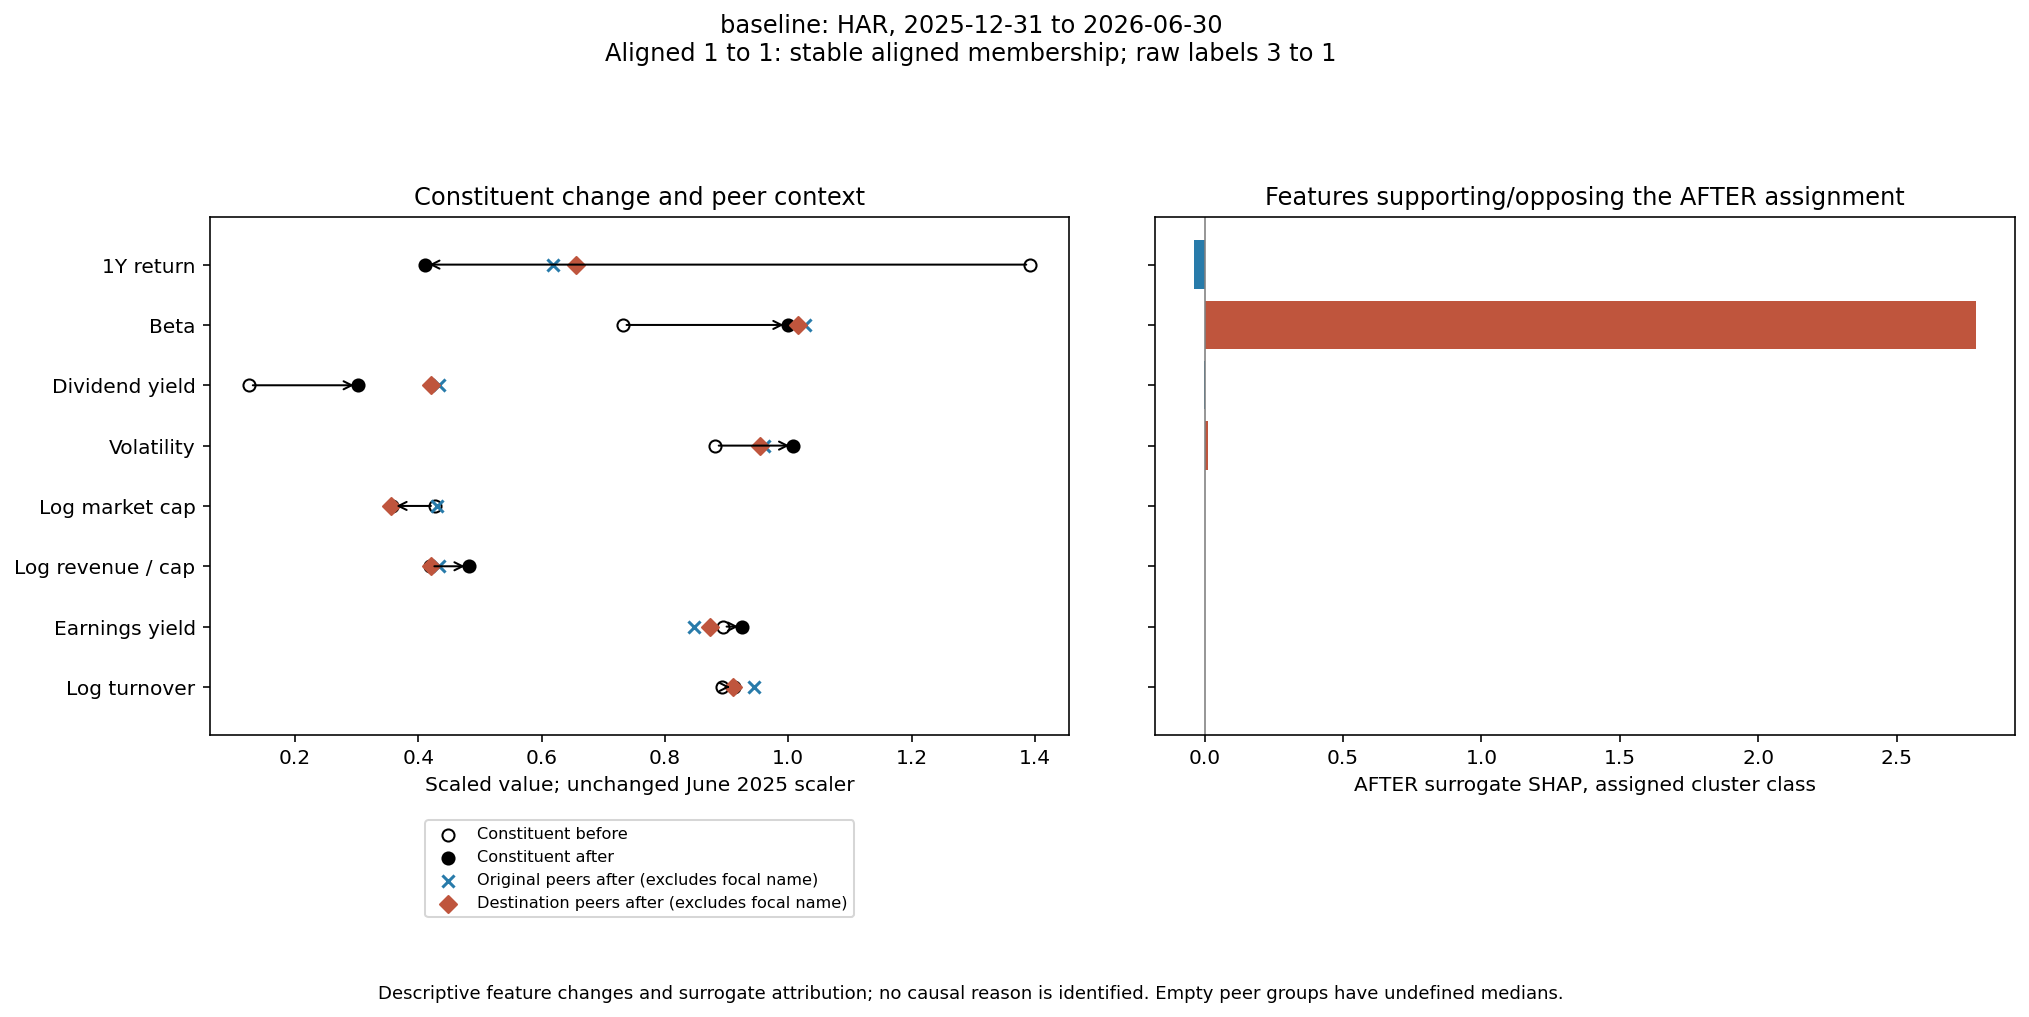 baseline: HAR, 2025-12-31 to 2026-06-30
Aligned 1 to 1: stable aligned membership; raw labels 3 to 1
Constituent change and peer context
1Y return
Beta
Dividend yield
Volatility
Log market cap
Log revenue / cap
Earnings yield
Log turnover
0.2 0.4 0.6 0.8 1.0 1.2 1.4
Scaled value; unchanged June 2025 scaler
Constituent before
Constituent after
Original peers after (excludes focal name)
Destination peers after (excludes focal name)
Features supporting/opposing the AFTER assignment
0.0 0.5 1.0 1.5 2.0 2.5
AFTER surrogate SHAP, assigned cluster class
Descriptive feature changes and surrogate attribution; no causal reason is identified. Empty peer groups have undefined medians.